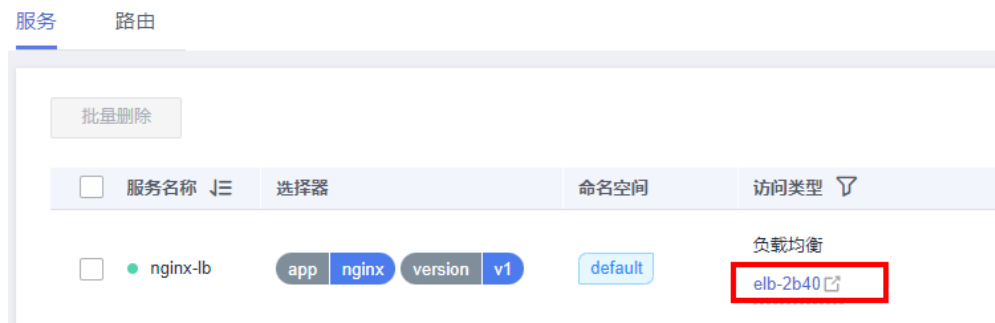 服务 路由
批量删除
服务名称 选择器 命名空间 访问类型
负载均衡
nginx-lb app nginx version v1 default
elb-2b40